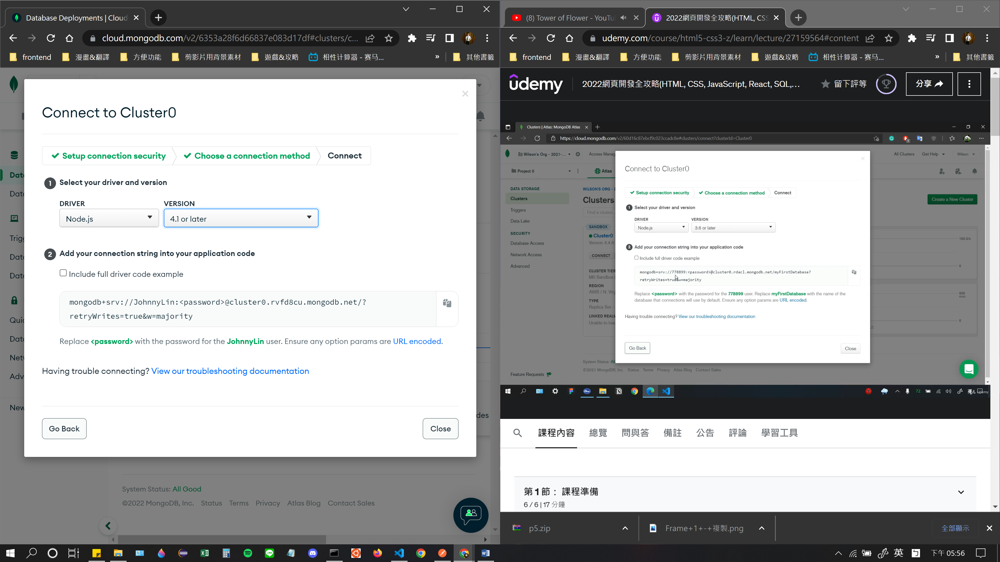 Database Deployments | Cloud
cloud.mongodb.com/v2/6353a28f6d66837e083d17df#clusters/c...
frontend
漫畫&翻譯
方便功能
剪影片用背景素材
遊戲&攻略
相性计算器 - 赛马...
»
其他書籤
Connect to Cluster0
Setup connection security
Choose a connection method
Connect
1 Select your driver and version
DRIVER
VERSION
Node.js
4.1 or later
2 Add your connection string into your application code
Include full driver code example
mongodb+srv://JohnnyLin:<password>@cluster0.rvfd8cu.mongodb.net/?
retryWrites=true&w=majority
Replace <password> with the password for the JohnnyLin user. Ensure any option params are URL encoded.
Having trouble connecting? View our troubleshooting documentation
Go Back
Close
System Status: All Good
©2022 MongoDB, Inc. Status Terms Privacy Atlas Blog Contact Sales
(8) Tower of Flower - YouTu
2022網頁開發全攻略(HTML, CSS
udemy.com/course/html5-css3-z/learn/lecture/27159564#content
frontend
漫畫&翻譯
方便功能
剪影片用背景素材
遊戲&攻略
相性计算器 - 赛马...
»
其他書籤
udemy
2022網頁開發全攻略(HTML, CSS, JavaScript, React, SQL,...
留下評等
分享
Clusters | Atlas: MongoDB Atlas
https://cloud.mongodb.com/v2/60d16c87ebcf9c023ccadc8e#clusters/connect?clusterId=Cluster0
Wilson's Org - 2021-...
Access Manag
All Clusters
Get Help
Wilson
Project 0
Atlas
DATA STORAGE
Clusters
Triggers
Data Lake
SECURITY
Database Access
Network Access
Advanced
WILSON'S ORG - 2
Clusters
Find a cluster...
Create a New Cluster
SANDBOX
Cluster0
Version 4.4.6
CONNECT
CLUSTER TIER
M0 Sandbox
REGION
AWS / N. Virg
TYPE
Replica Set -
LINKED REALM
Unable to load
100.0/s
0
500
max
0
Connect to Cluster0
Setup connection security
Choose a connection method
Connect
1 Select your driver and version
DRIVER
VERSION
Node.js
3.6 or later
2 Add your connection string into your application code
Include full driver code example
mongodb+srv://778899:<password>@cluster0.rdacl.mongodb.net/myFirstDatabase?
retryWrites=true&w=majority
Replace <password> with the password for the 778899 user. Replace myFirstDatabase with the name of the
database that connections will use by default. Ensure any option params are URL encoded.
Having trouble connecting? View our troubleshooting documentation
Go Back
Close
System Status: All
©2021 MongoDB, Inc. Status Terms Privacy Atlas Blog Contact Sales
Feature Requests
72
英
Udemy
課程內容
總覽
問與答
備註
公告
評論
學習工具
第 1 節： 課程準備
6 / 6 | 17 分鐘
p5.zip
Frame+1+-+複製.png
全部顯示
英
下午 05:56